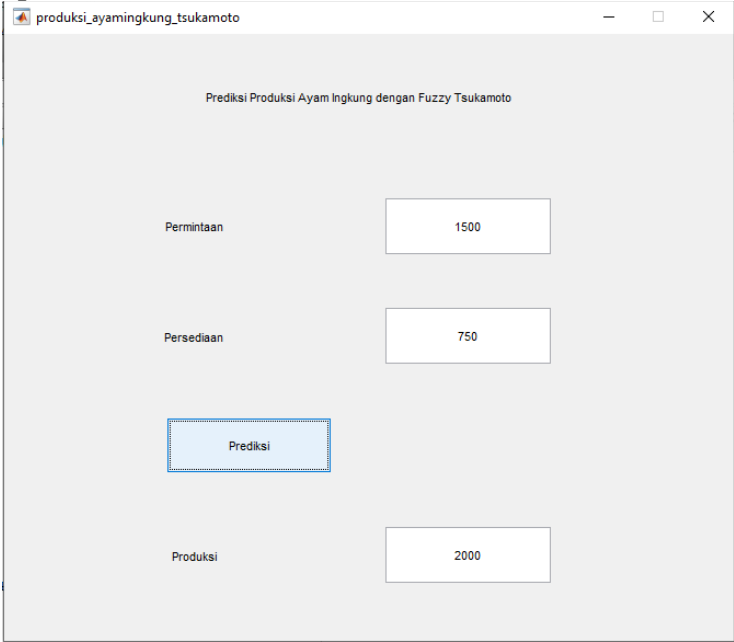 produksi_ayamingkung_tsukamoto
Prediksi Produksi Ayam Ingkung dengan Fuzzy Tsukamoto
Permintaan 1500
Persediaan 750
Prediksi
Produksi 2000